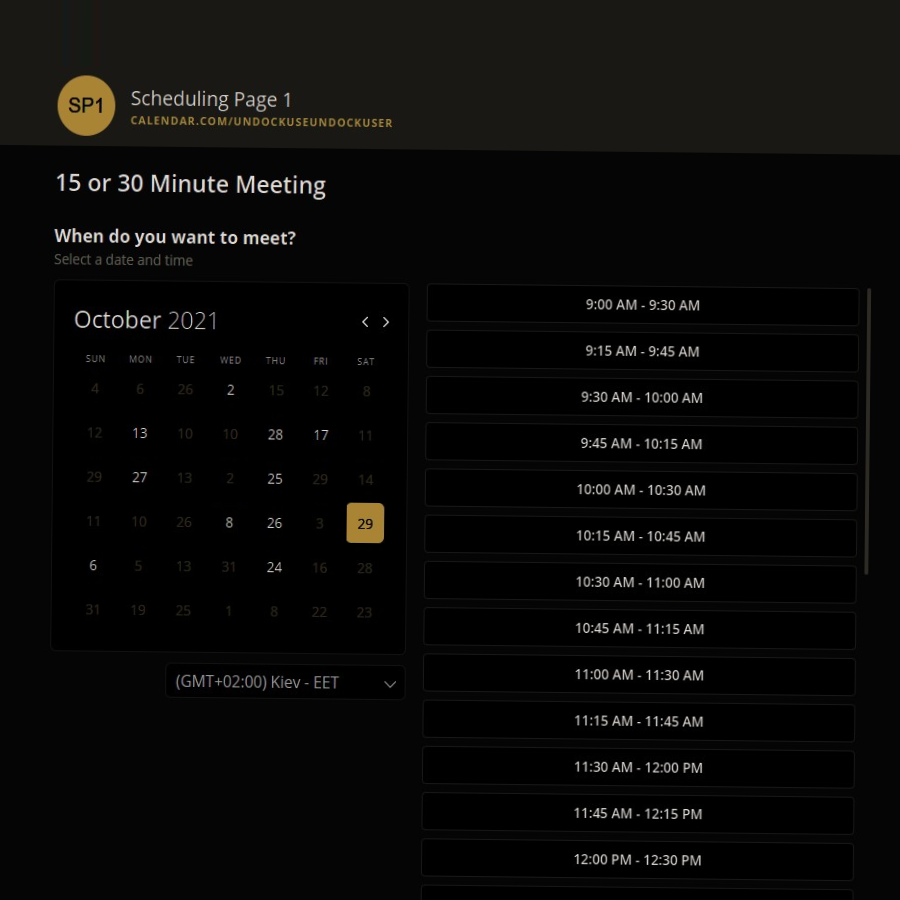 SP1
Scheduling Page 1
CALENDAR.COM/UNDOCKUSEUNDOCKUSER
15 or 30 Minute Meeting
When do you want to meet?
Select a date and time
October 2021
SUN MON TUE WED THU FRI SAT
4 6 26 2 15 12 8
12 13 10 10 28 17 11
29 27 13 2 25 29 14
11 10 26 8 26 3 29
6 5 13 31 24 16 28
31 19 25 1 8 22 23
(GMT+02:00) Kiev - EET
9:00 AM - 9:30 AM
9:15 AM - 9:45 AM
9:30 AM - 10:00 AM
9:45 AM - 10:15 AM
10:00 AM - 10:30 AM
10:15 AM - 10:45 AM
10:30 AM - 11:00 AM
10:45 AM - 11:15 AM
11:00 AM - 11:30 AM
11:15 AM - 11:45 AM
11:30 AM - 12:00 PM
11:45 AM - 12:15 PM
12:00 PM - 12:30 PM